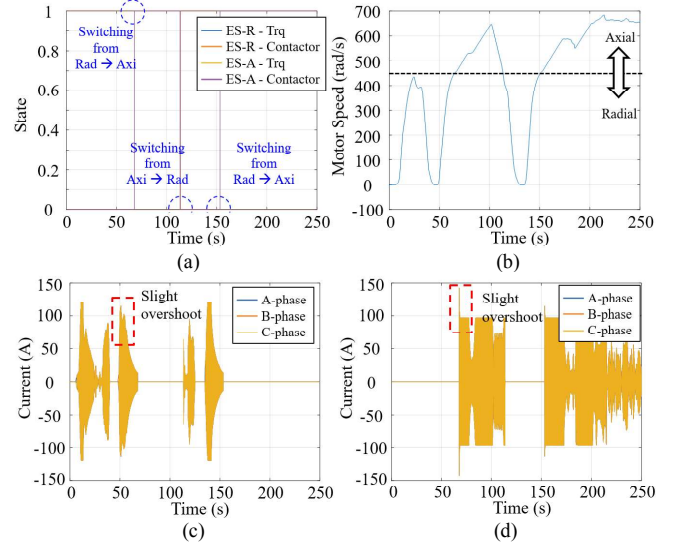 1
0.8
0.6
0.4
0.2
0
State
Switching
from
Rad → Axi
ES-R - Trq
ES-R - Contactor
ES-A - Trq
ES-A - Contactor
Switching
from
Axi → Rad
Switching
from
Rad → Axi
0 50 100 150 200 250
Time (s)
(a)
700
600
500
400
300
200
100
0
-100
Motor Speed (rad/s)
Axial
Radial
0 50 100 150 200 250
Time (s)
(b)
150
100
50
0
-50
-100
-150
Current (A)
Slight
overshoot
A-phase
B-phase
C-phase
0 50 100 150 200 250
Time (s)
(c)
150
100
50
0
-50
-100
-150
Current (A)
Slight
overshoot
A-phase
B-phase
C-phase
0 50 100 150 200 250
Time (s)
(d)